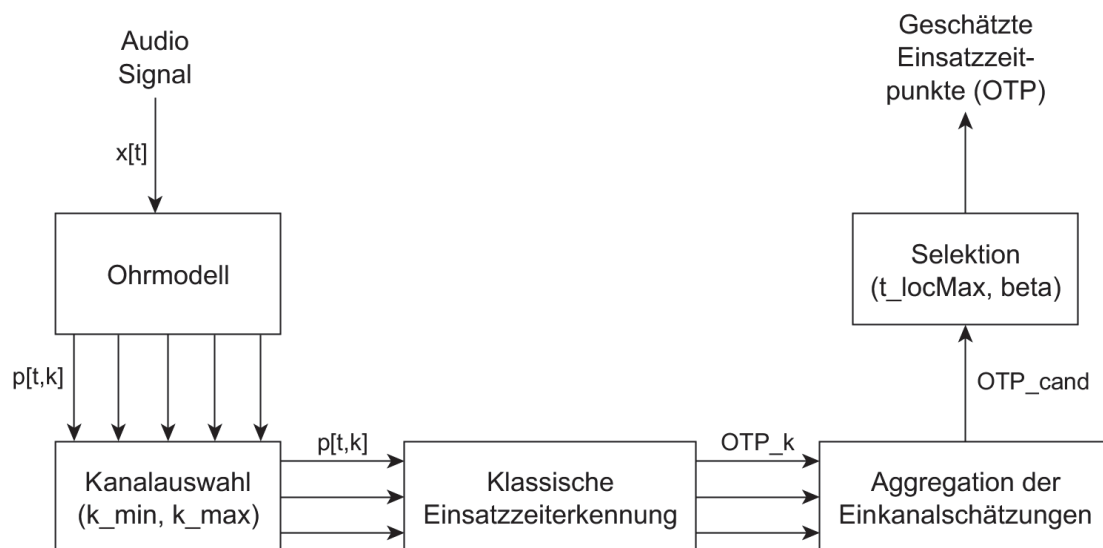 Audio
Signal
x[t]
Ohrmodell
p[t,k]
Kanalauswahl
(k_min, k_max)
p[t,k]
Klassische
Einsatzzeiterkennung
OTP_k
Aggregation der
Einkanalschätzungen
OTP_cand
Selektion
(t_locMax, beta)
Geschätzte
Einsatzzeit-
punkte (OTP)